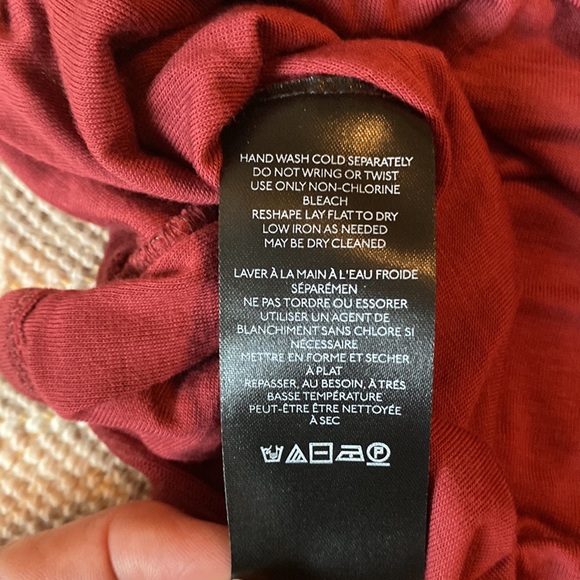 HAND WASH COLD SEPARATELY
DO NOT WRING OR TWIST
USE ONLY NON-CHLORINE
BLEACH
RESHAPE LAY FLAT TO DRY
LOW IRON AS NEEDED
MAY BE DRY CLEANED
LAVER À LA MAIN À L'EAU FROIDE
SÉPARÉMEN
NE PAS TORDRE OU ESSORER
UTILISER UN AGENT DE
BLANCHIMENT SANS CHLORE SI
NÉCESSAIRE
METTRE EN FORME ET SECHER
À PLAT
REPASSER, AU BESOIN, À TRÉS
BASSE TEMPÉRATURE
PEUT-ÊTRE ÊTRE NETTOYÉE
À SEC
P